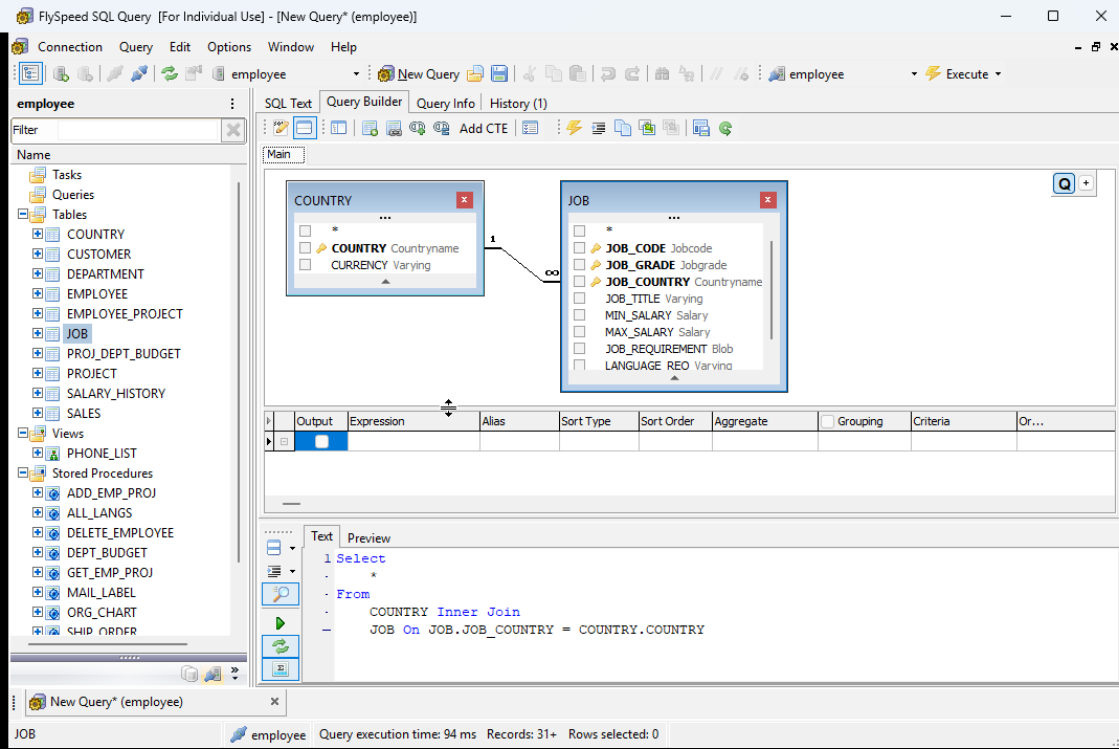 FlySpeed SQL Query [For Individual Use] - [New Query* (employee)]
Connection Query Edit Options Window Help
employee New Query employee Execute
employee
Filter
Name
Tasks
Queries
Tables
COUNTRY
CUSTOMER
DEPARTMENT
EMPLOYEE
EMPLOYEE_PROJECT
JOB
PROJ_DEPT_BUDGET
PROJECT
SALARY_HISTORY
SALES
Views
PHONE_LIST
Stored Procedures
ADD_EMP_PROJ
ALL_LANGS
DELETE_EMPLOYEE
DEPT_BUDGET
GET_EMP_PROJ
MAIL_LABEL
ORG_CHART
SHIP_ORDER
SQL Text Query Builder Query Info History (1)
Add CTE
Main
Q +
COUNTRY
...
*
COUNTRY Countryname
CURRENCY Varying
1
∞
JOB
...
*
JOB_CODE Jobcode
JOB_GRADE Jobgrade
JOB_COUNTRY Countryname
JOB_TITLE Varying
MIN_SALARY Salary
MAX_SALARY Salary
JOB_REQUIREMENT Blob
LANGUAGE_REQ Varying
Output Expression Alias Sort Type Sort Order Aggregate Grouping Criteria Or...
Text Preview
1 Select
*
From
COUNTRY Inner Join
JOB On JOB.JOB_COUNTRY = COUNTRY.COUNTRY
New Query* (employee)
JOB employee Query execution time: 94 ms Records: 31+ Rows selected: 0